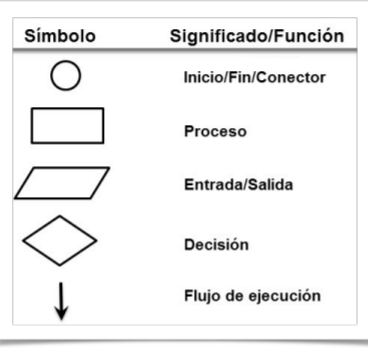 Símbolo Significado/Función
Inicio/Fin/Conector
Proceso
Entrada/Salida
Decisión
Flujo de ejecución